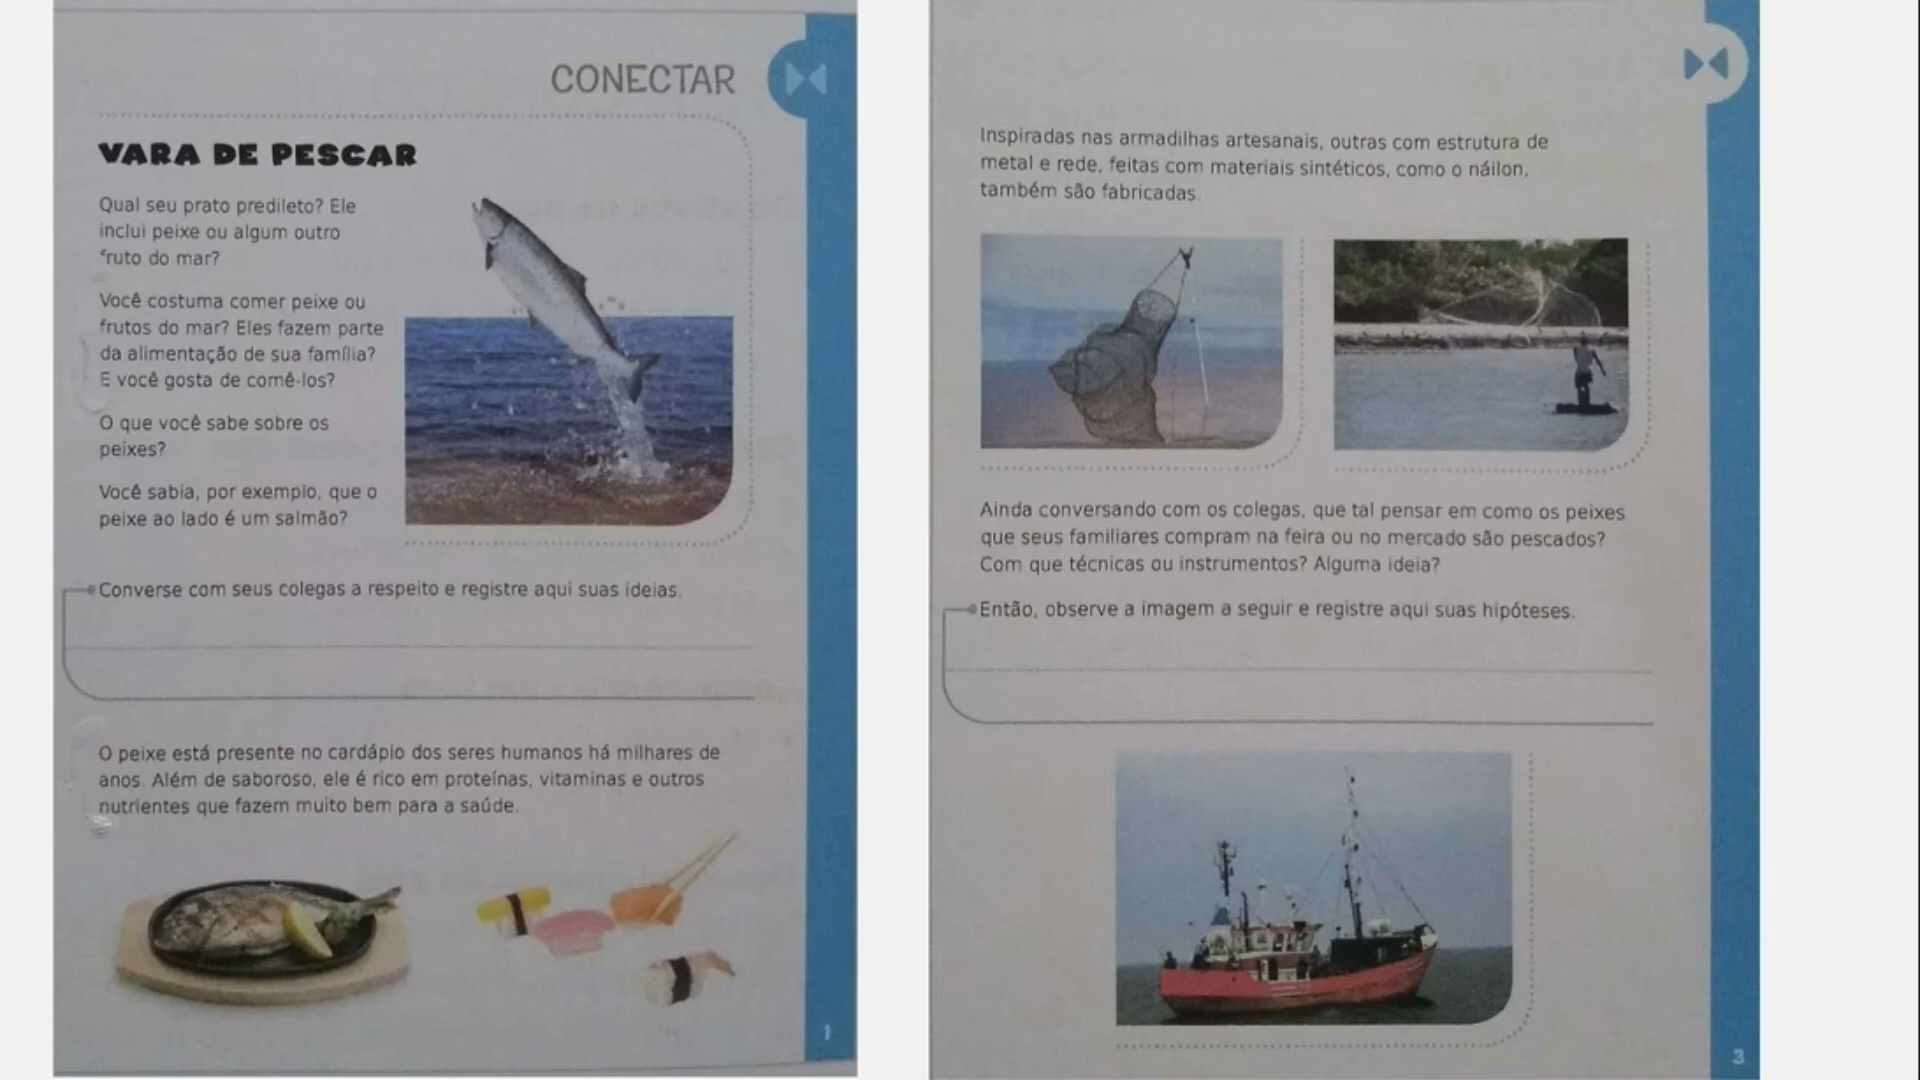 CONECTAR
VARA DE PESCAR
Qual seu prato predileto? Ele
inclui peixe ou algum outro
fruto do mar?
Você costuma comer peixe ou
frutos do mar? Eles fazem parte
da alimentação de sua família?
E você gosta de comê-los?
O que você sabe sobre os
peixes?
Você sabia, por exemplo, que o
peixe ao lado é um salmão?
Converse com seus colegas a respeito e registre aqui suas ideias.
O peixe está presente no cardápio dos seres humanos há milhares de
anos. Além de saboroso, ele é rico em proteínas, vitaminas e outros
nutrientes que fazem muito bem para a saúde.
1
Inspiradas nas armadilhas artesanais, outras com estrutura de
metal e rede, feitas com materiais sintéticos, como o náilon,
também são fabricadas.
Ainda conversando com os colegas, que tal pensar em como os peixes
que seus familiares compram na feira ou no mercado são pescados?
Com que técnicas ou instrumentos? Alguma ideia?
Então, observe a imagem a seguir e registre aqui suas hipóteses.
3